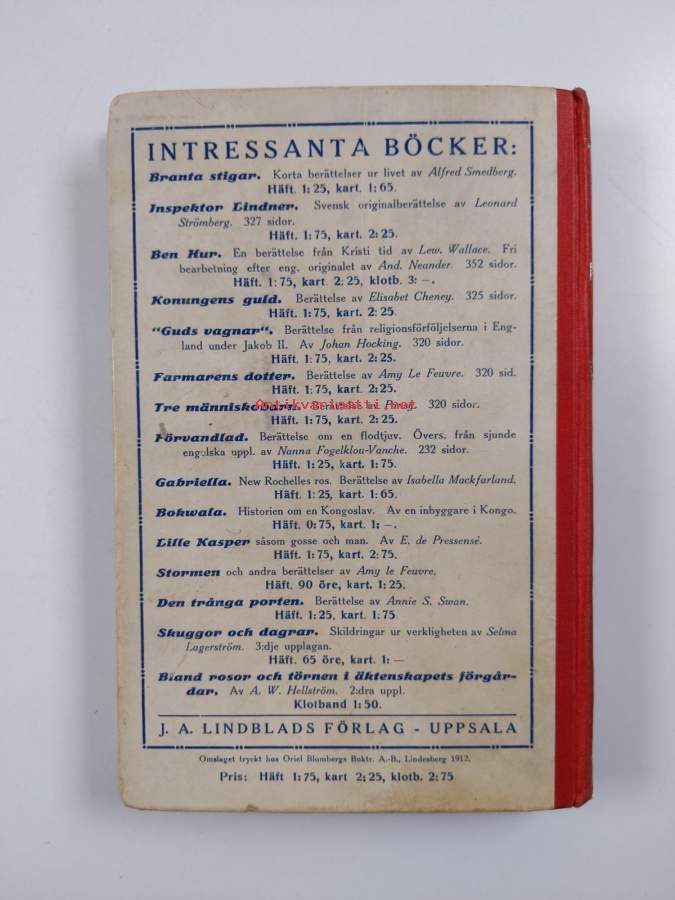 INTRESSANTA BÖCKER:
Branta stigar. Korta berättelser ur livet av Alfred Smedberg.
Häft. 1: 25, kart. 1: 65.
Inspektor Lindner. Svensk originalberättelse av Leonard
Strömberg. 327 sidor.
Häft. 1: 75, kart. 2: 25.
Ben Hur. En berättelse från Kristi tid av Lew. Wallace. Fri
bearbetning efter eng. originalet av And. Neander. 352 sidor.
Häft. 1: 75, kart. 2: 25, klotb. 3: –.
Konungens guld. Berättelse av Elisabet Cheney. 325 sidor.
Häft. 1: 75, kart. 2: 25
"Guds vagnar". Berättelse från religionsförföljelserna i Eng-
land under Jakob II. Av Johan Hocking. 320 sidor.
Häft. 1: 75, kart. 2: 25.
Farmarens dotter. Berättelse av Amy Le Feuvre. 320 sid.
Häft. 1: 75, kart. 2: 25.
Tre människobarn. Berättelse av 320 sidor.
Antikvariaatti.net
Häft. 1: 75, kart. 2: 25.
Förvandlad. Berättelse om en flodtjuv. Övers. från sjunde
engelska uppl. av Nanna Fogelklou-Vanche. 232 sidor.
Häft. 1: 25, kart. 1: 75.
Gabriella. New Rochelles ros. Berättelse av Isabella Mackfarland.
Häft. 1: 25, kart. 1: 65.
Bokwala. Historien om en Kongoslav. Av en inbyggare i Kongo.
Häft. 0: 75, kart. 1: –.
Lille Kasper såsom gosse och man. Av E. de Pressensé.
Häft. 1: 75, kart. 2: 75.
Stormen och andra berättelser av Amy le Feuvre.
Häft. 90 öre, kart. 1: 25.
Den trånga porten. Berättelse av Annie S. Swan.
Häft. 1: 25, kart. 1: 75
Skuggor och dagrar. Skildringar ur verkligheten av Selma
Lagerström. 3:dje upplagan.
Häft. 65 öre, kart. 1: —
Bland rosor och törnen i äktenskapets förgår-
dar. Av A. W. Hellström. 2:dra uppl.
Klotband 1: 50.
J. A. LINDBLADS FÖRLAG - UPPSALA
Omslaget tryckt hos Oriel Blombergs Boktr. A.-B., Lindesberg 1912.
Pris: Häft 1: 75, kart 2; 25, klotb. 2: 75